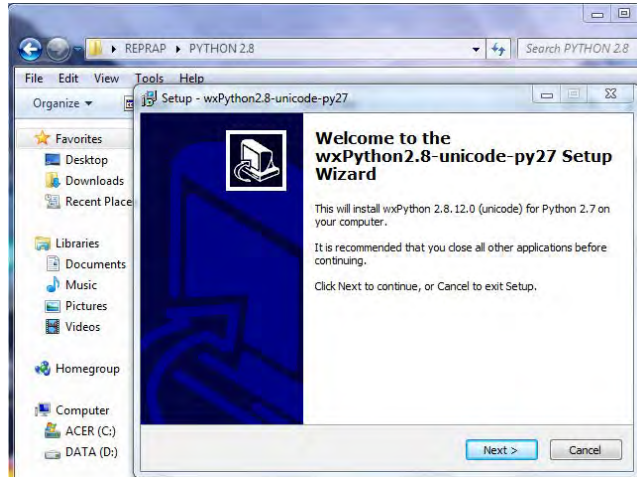 REPRAP ▸ PYTHON 2.8
Search PYTHON 2.8
File Edit View Tools Help
Organize
Setup - wxPython2.8-unicode-py27
Favorites
Desktop
Downloads
Recent Place
Libraries
Documents
Music
Pictures
Videos
Homegroup
Computer
ACER (C:)
DATA (D:)
Welcome to the
wxPython2.8-unicode-py27 Setup
Wizard
This will install wxPython 2.8.12.0 (unicode) for Python 2.7 on
your computer.
It is recommended that you close all other applications before
continuing.
Click Next to continue, or Cancel to exit Setup.
Next >
Cancel